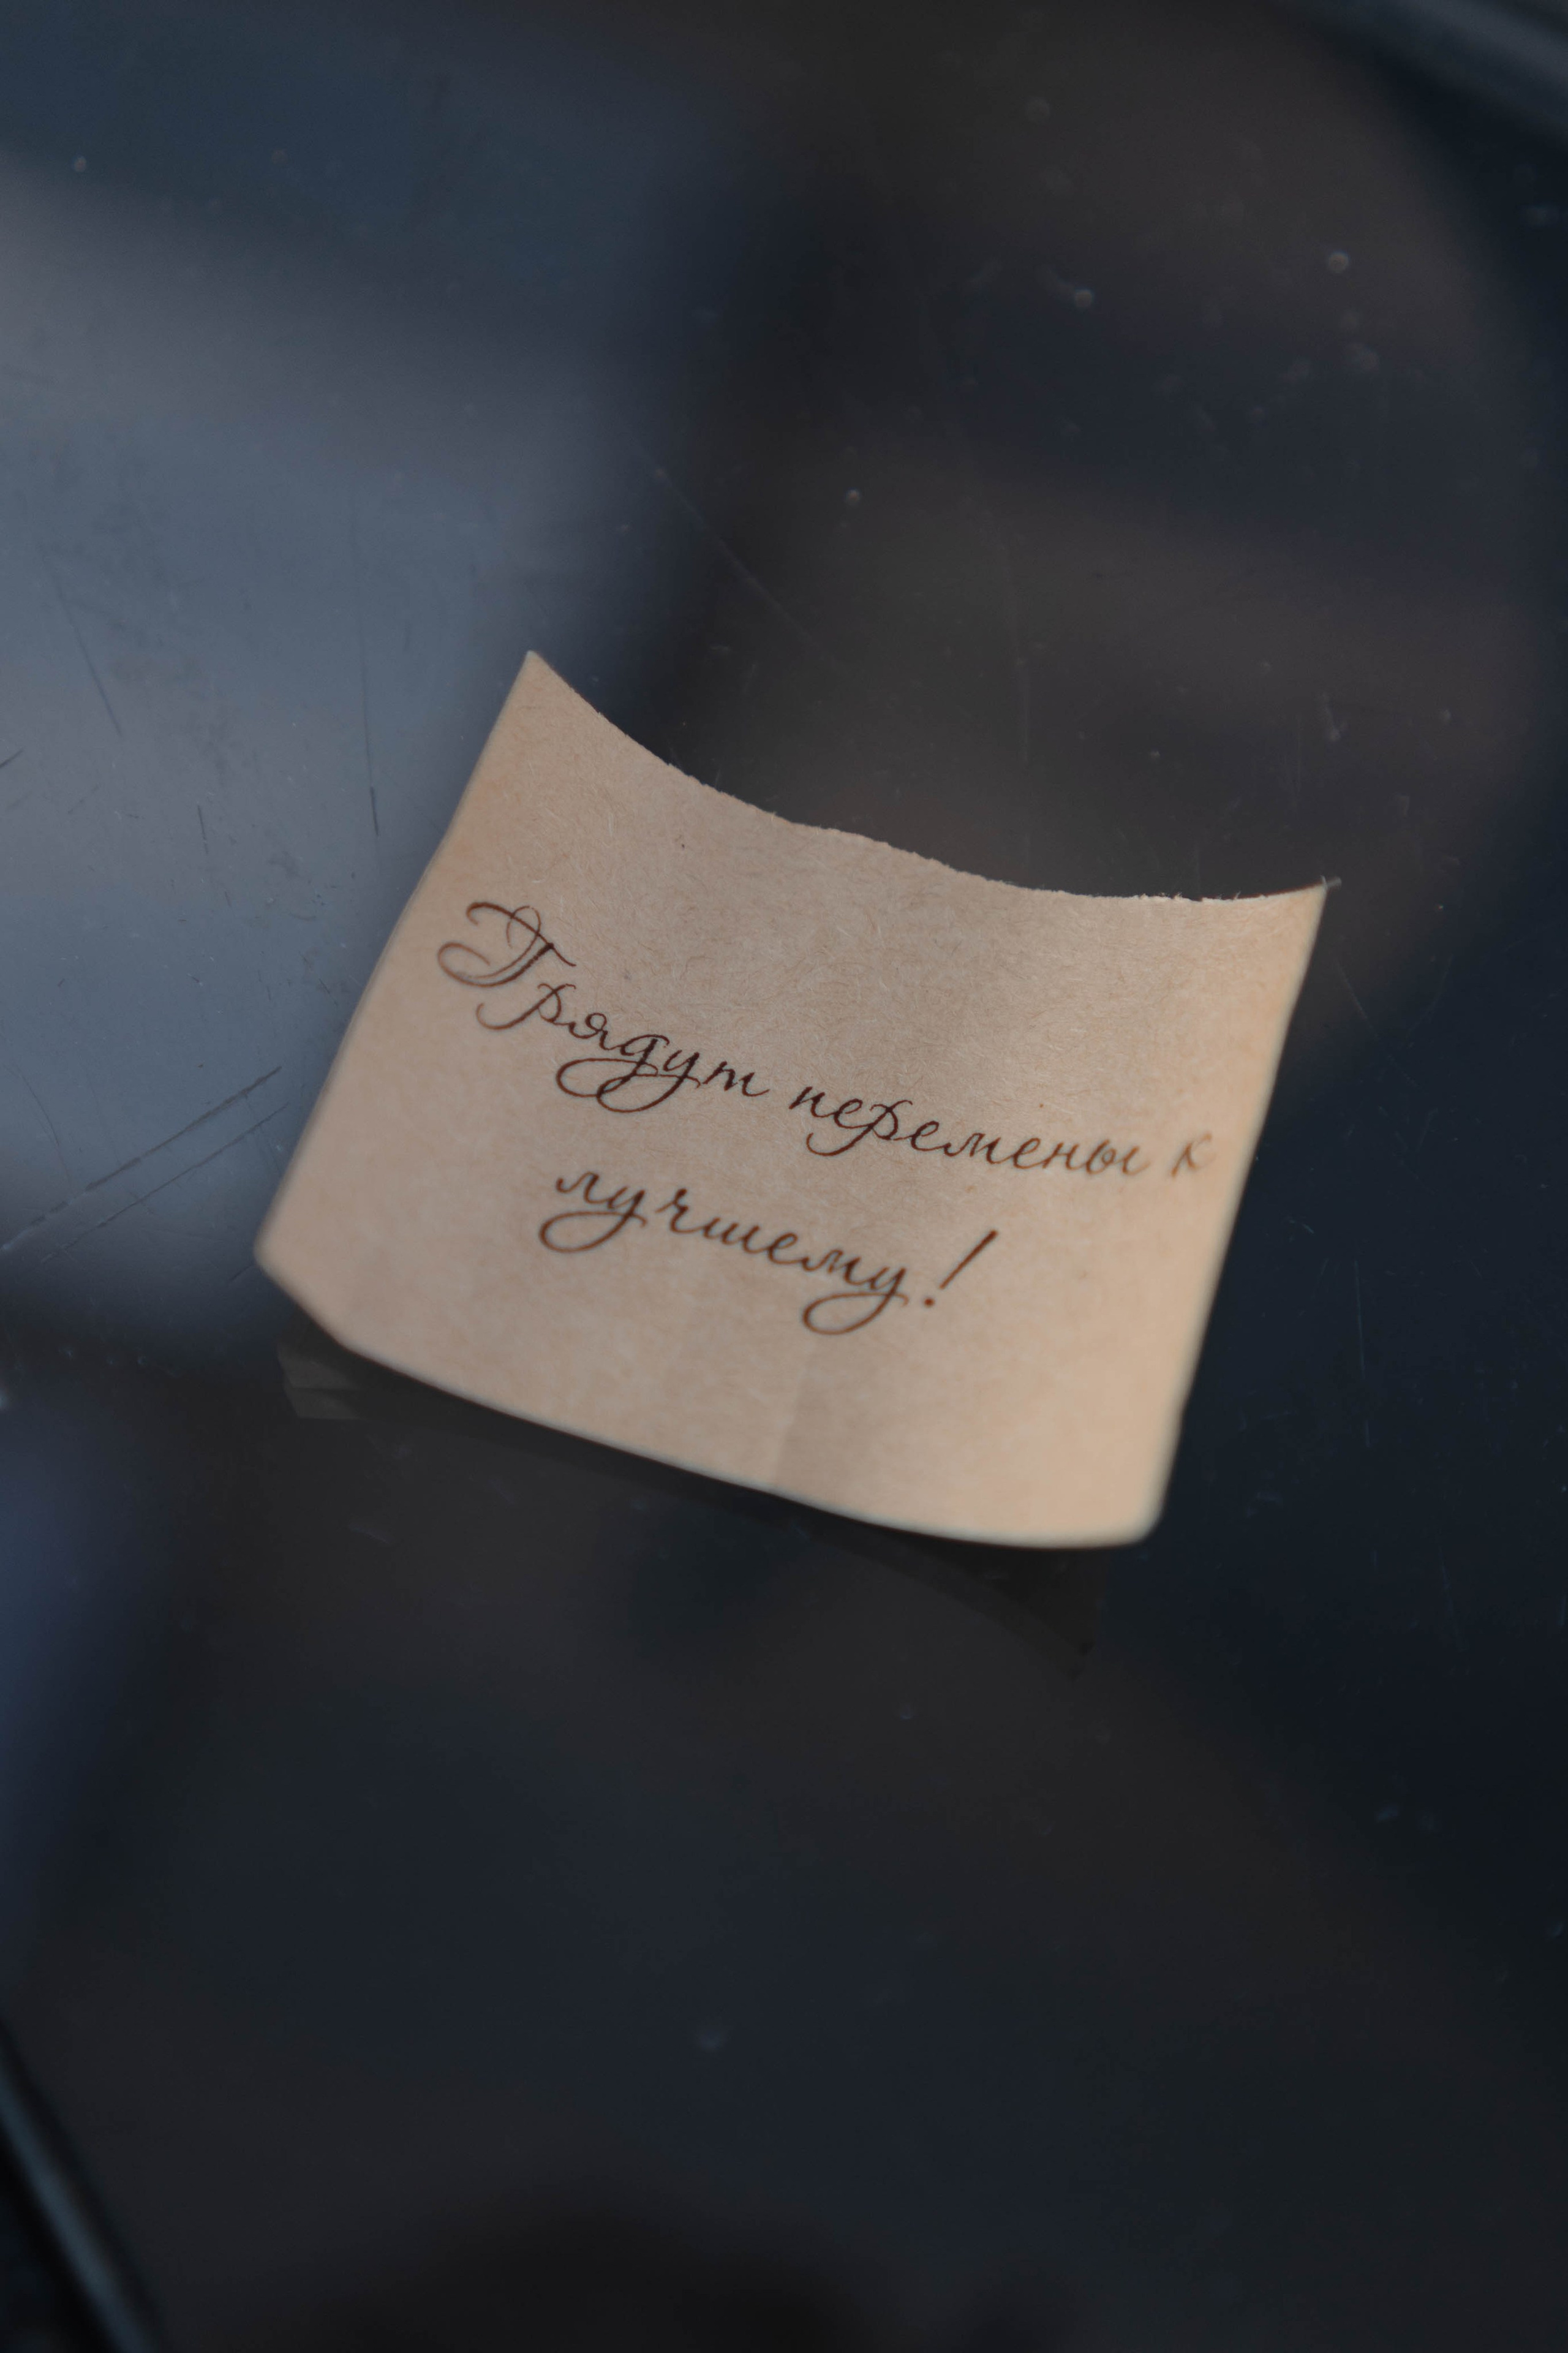 Грядут перемены к
лучшему!